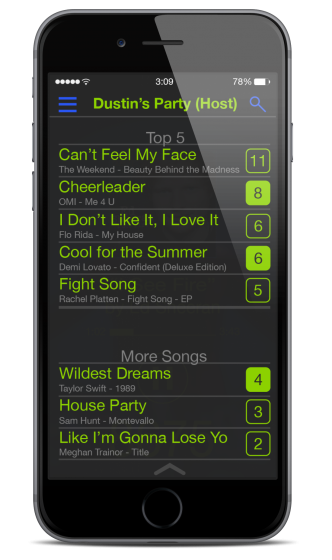 3:09
78%
Dustin's Party (Host)
Top 5
Can't Feel My Face
The Weekend - Beauty Behind the Madness
11
Cheerleader
OMI - Me 4 U
8
I Don't Like It, I Love It
Flo Rida - My House
6
Cool for the Summer
Demi Lovato - Confident (Deluxe Edition)
6
Fight Song
Rachel Platten - Fight Song - EP
5
More Songs
Wildest Dreams
Taylor Swift - 1989
4
House Party
Sam Hunt - Montevallo
3
Like I'm Gonna Lose Yo
Meghan Trainor - Title
2